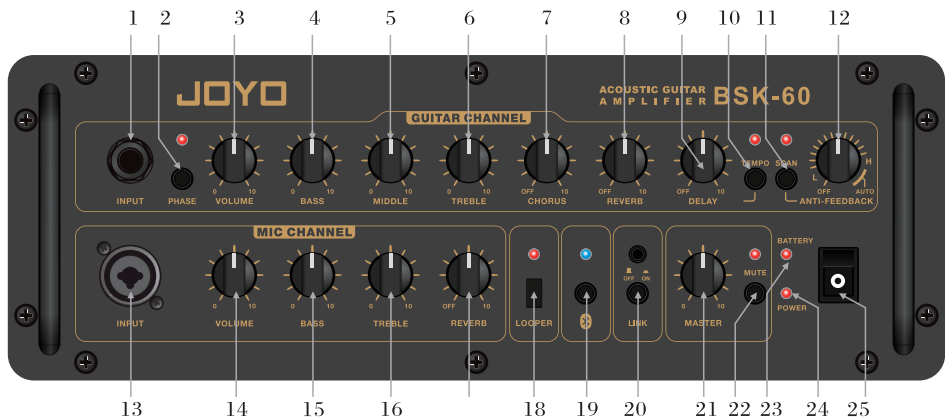 1 2 3 4 5 6 7 8 9 10 11 12
JOYO
ACOUSTIC GUITAR
AMPLIFIER BSK-60
GUITAR CHANNEL
TEMPO SCAN
L H
0 10 0 10 0 10 0 10 OFF 10 OFF 10 OFF 10 OFF AUTO
INPUT PHASE VOLUME BASS MIDDLE TREBLE CHORUS REVERB DELAY ANTI-FEEDBACK
MIC CHANNEL
BATTERY
OFF ON
MUTE
0 10 0 10 0 10 OFF 10 0 10
POWER
INPUT VOLUME BASS TREBLE REVERB LOOPER LINK MASTER
13 14 15 16 18 19 20 21 22 23 24 25